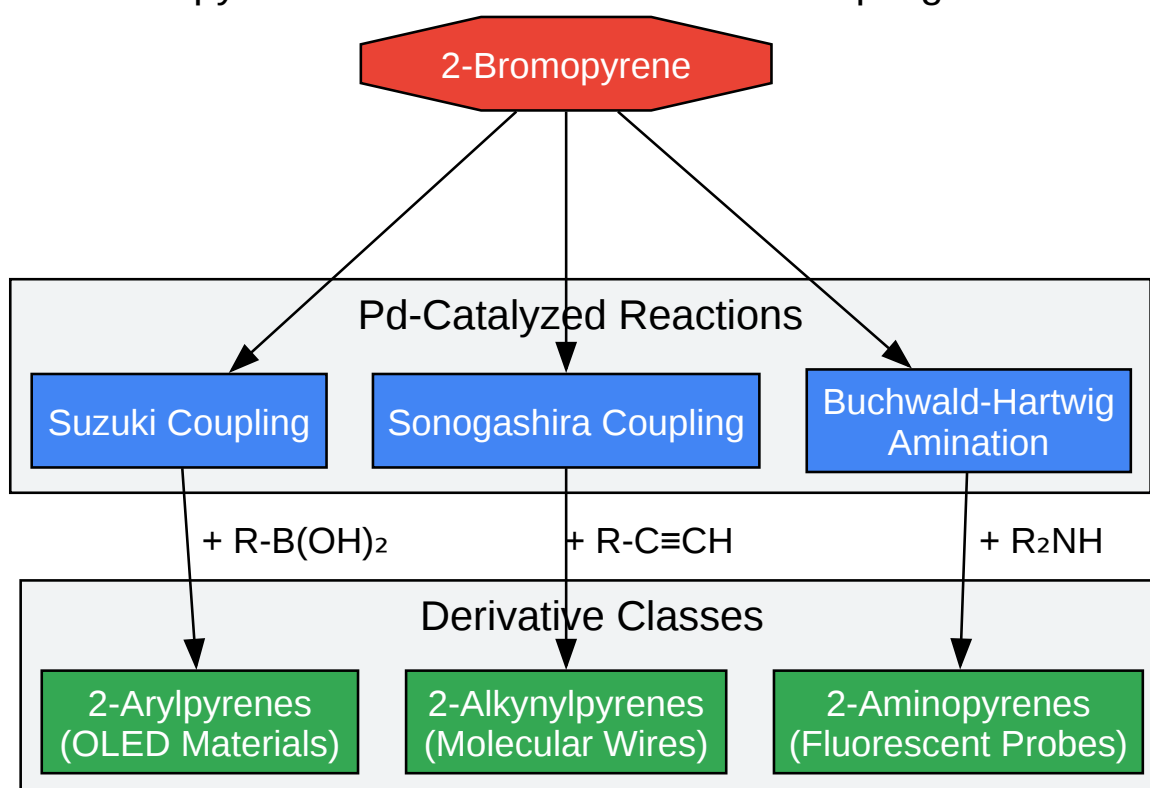 2-Bromopyrene
Pd-Catalyzed Reactions
Suzuki Coupling
Sonogashira Coupling
Buchwald-Hartwig
Amination
+ R-B(OH)₂
+ R-C≡CH
+ R₂NH
Derivative Classes
2-Arylpyrenes
(OLED Materials)
2-Alkynylpyrenes
(Molecular Wires)
2-Aminopyrenes
(Fluorescent Probes)